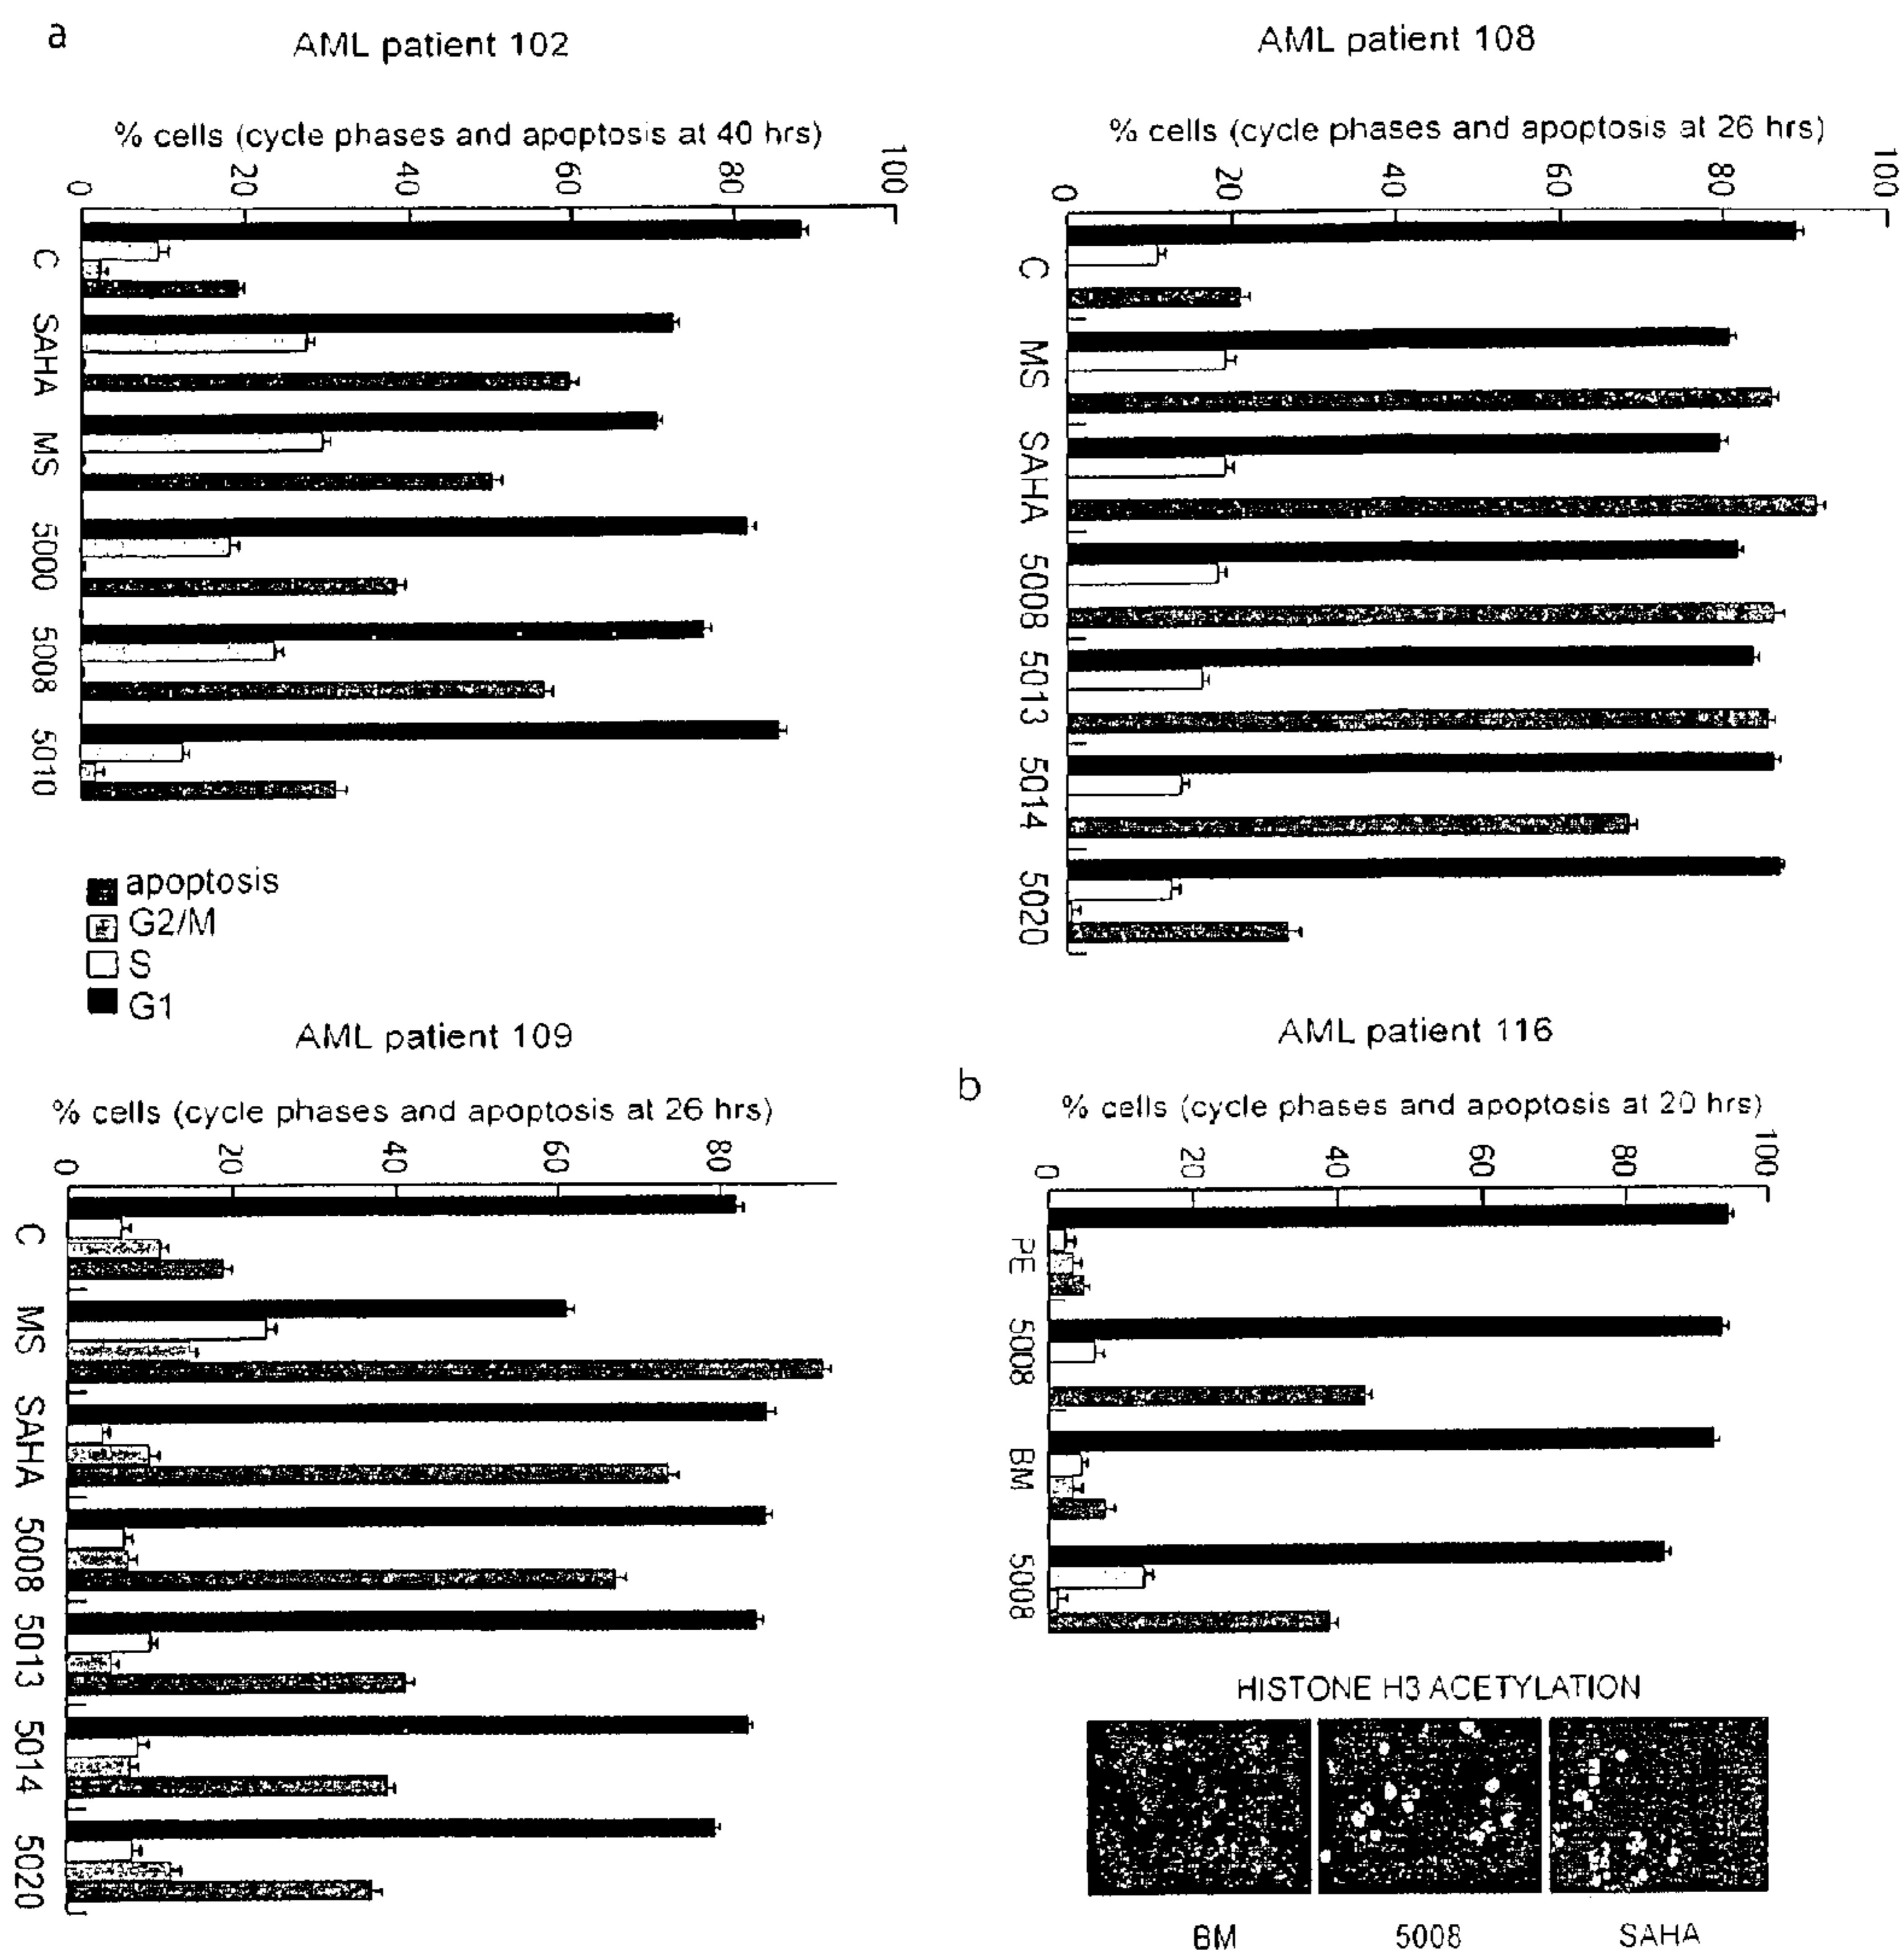 a
AML patient 102
% cells (cycle phases and apoptosis at 40 hrs)
0 20 40 60 80 100
C
SAHA
MS
5000
5008
5010
apoptosis
G2/M
S
G1
AML patient 108
% cells (cycle phases and apoptosis at 26 hrs)
0 20 40 60 80 100
C
MS
SAHA
5008
5013
5014
5020
AML patient 109
% cells (cycle phases and apoptosis at 26 hrs)
0 20 40 60 80
C
MS
SAHA
5008
5013
5014
5020
b
AML patient 116
% cells (cycle phases and apoptosis at 20 hrs)
0 20 40 60 80 100
PE
5008
BM
5008
HISTONE H3 ACETYLATION
BM 5008 SAHA